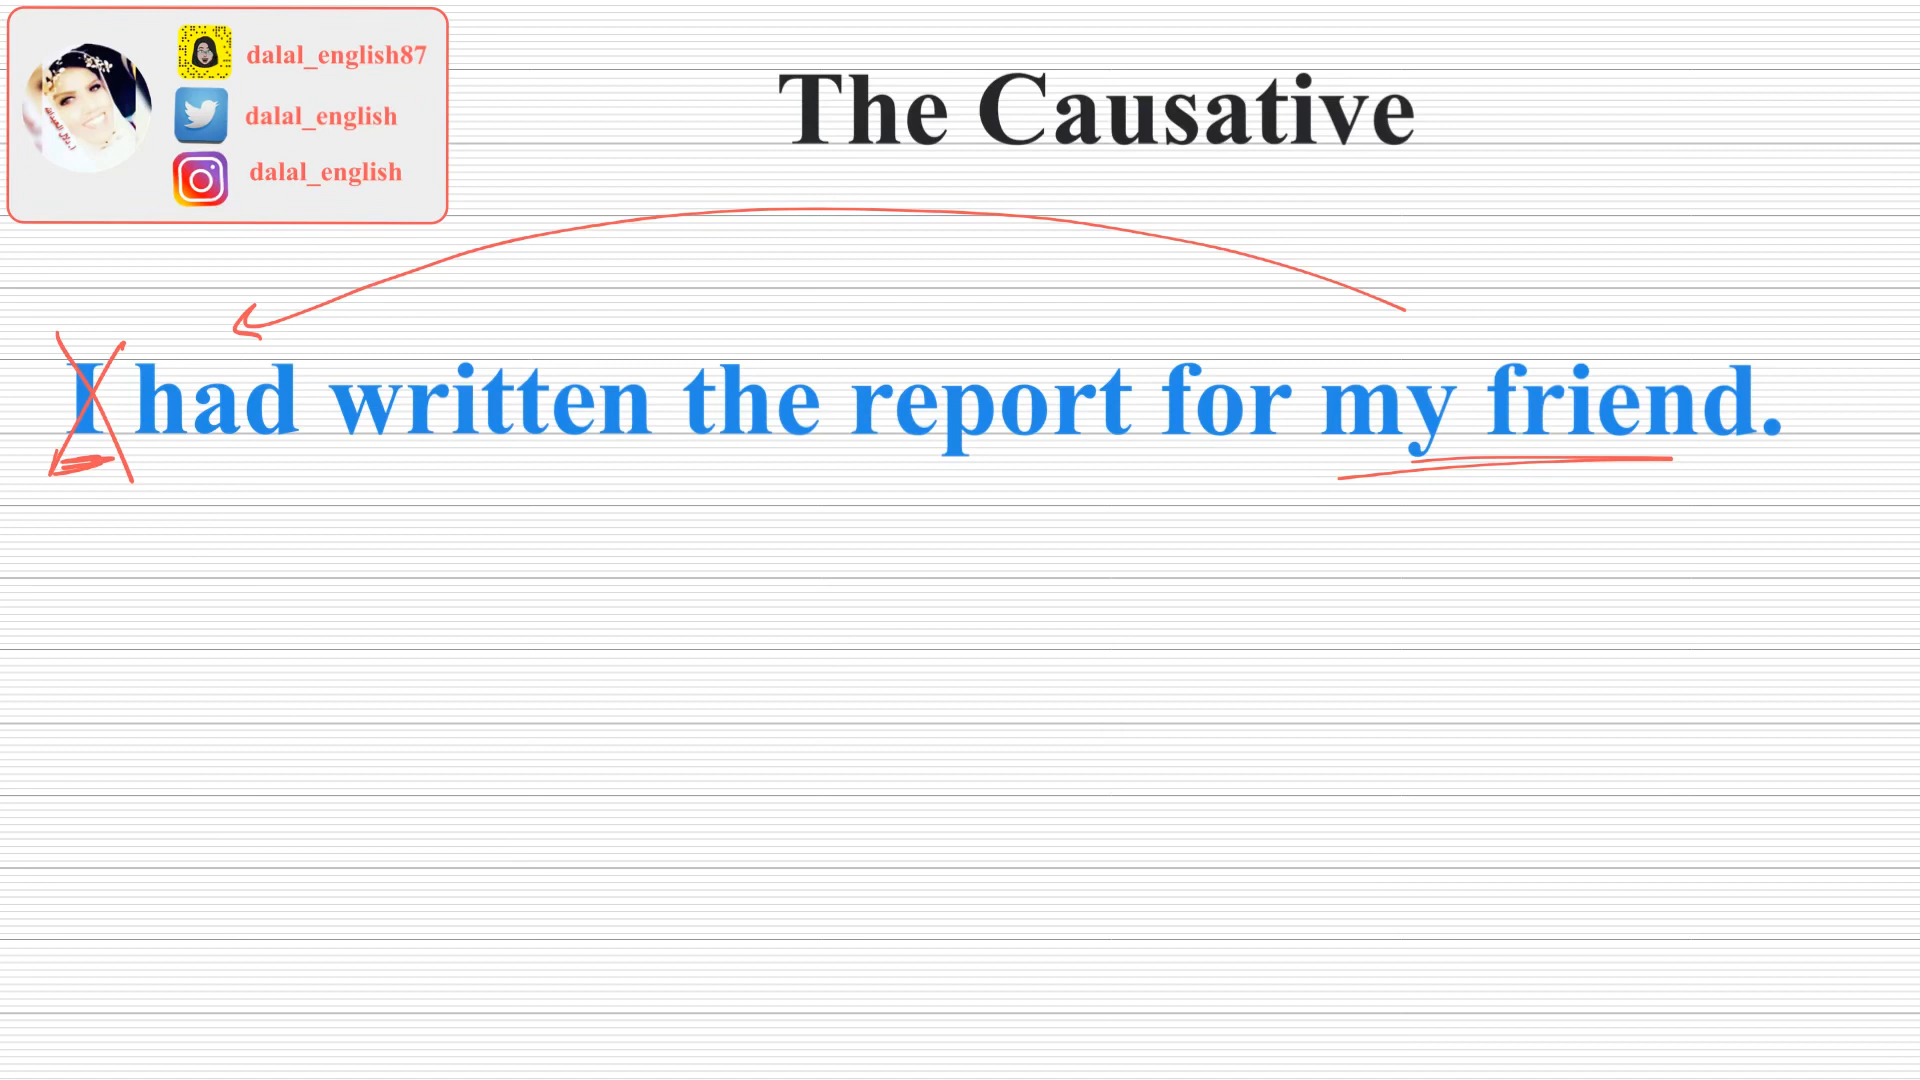 dalal_english87
dalal_english
dalal_english
The Causative
I had written the report for my friend.